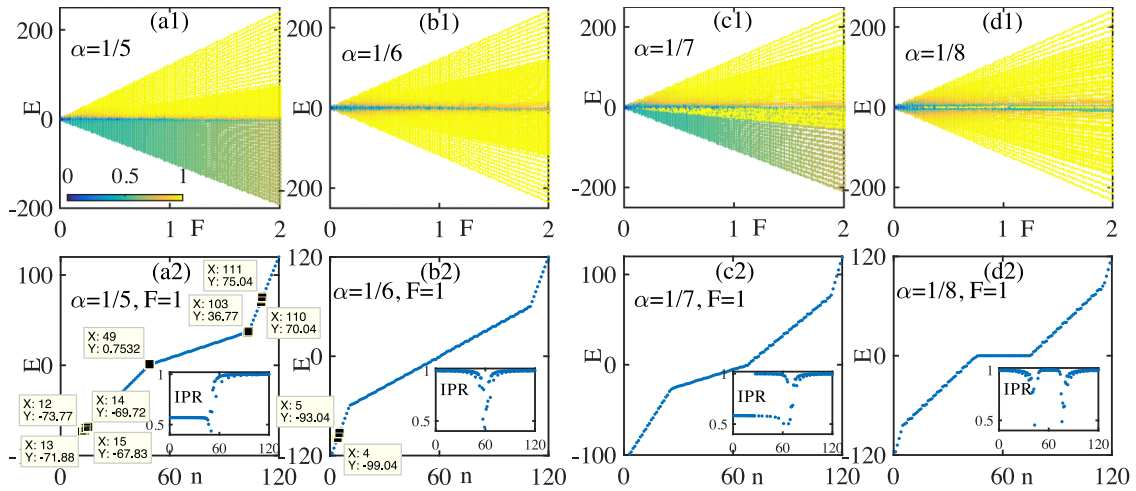 (a1) (b1) (c1) (d1)
200
α=1/5 α=1/6 α=1/7 α=1/8
E
0
-200
0 0.5 1
0 1 F 2
200
E
0
-200
0 1 F 2
200
E
0
-200
0 1 F 2
200
E
0
-200
0 1 F 2
(a2)
100
α=1/5, F=1
E
0
-100
0 60 n 120
X: 111
Y: 75.04
X: 103
Y: 36.77
X: 110
Y: 70.04
X: 49
Y: 0.7532
X: 12
Y: -73.77
X: 14
Y: -69.72
X: 13
Y: -71.88
X: 15
Y: -67.83
1
IPR
0.5
0 60 120
(b2)
120
α=1/6, F=1
E
0
-120
0 60 n 120
X: 5
Y: -93.04
X: 4
Y: -99.04
1
IPR
0.5
0 60 120
(c2)
100
α=1/7, F=1
E
0
-100
0 60 n 120
1
IPR
0.5
0 60 120
(d2)
120
α=1/8, F=1
E
0
-120
0 60 n 120
1
IPR
0.5
0 60 120